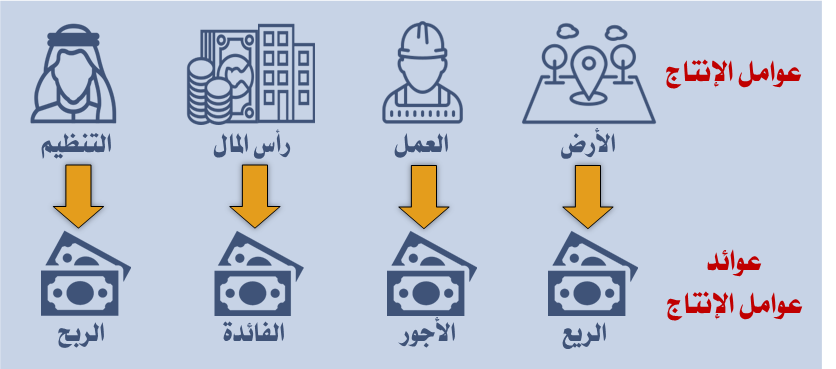 عوامل الإنتاج
الأرض
العمل
رأس المال
التنظيم
عوائد
عوامل الإنتاج
الريع
الأجور
الفائدة
الربح